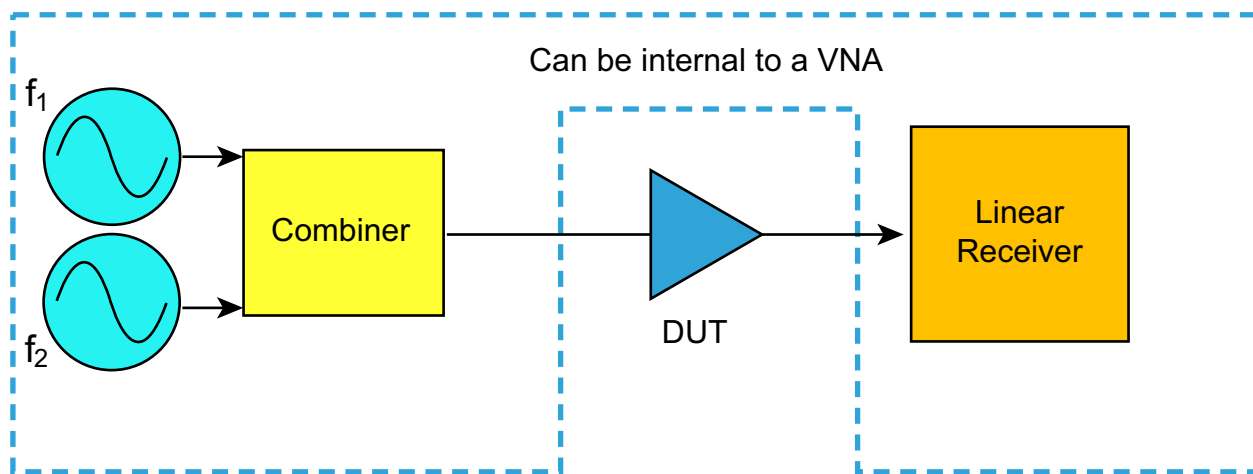 Can be internal to a VNA
f₁
Combiner
Linear
Receiver
DUT
f₂